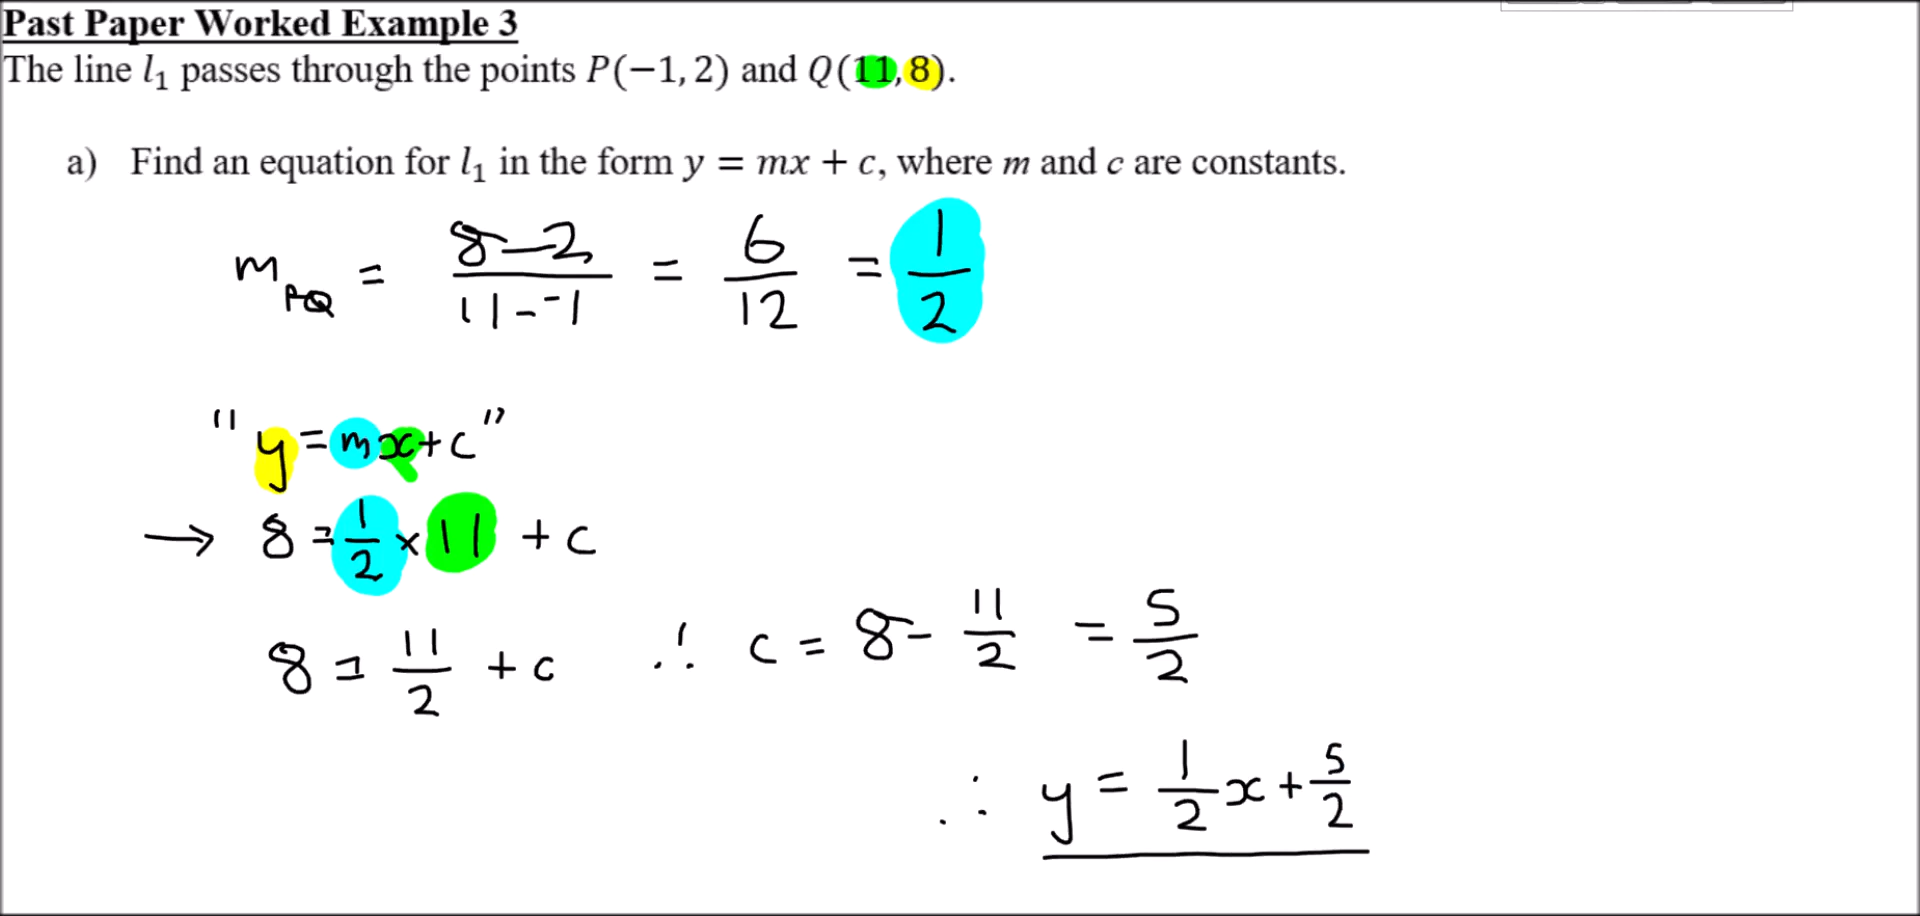 Past Paper Worked Example 3
The line l₁ passes through the points P(−1, 2) and Q(11, 8).
a) Find an equation for l₁ in the form y = mx + c, where m and c are constants.
m_PQ = (8−2)/(11−−1) = 6/12 = 1/2
"y = mx + c"
→ 8 = 1/2 × 11 + c
8 = 11/2 + c ∴ c = 8 − 11/2 = 5/2
∴ y = 1/2 x + 5/2